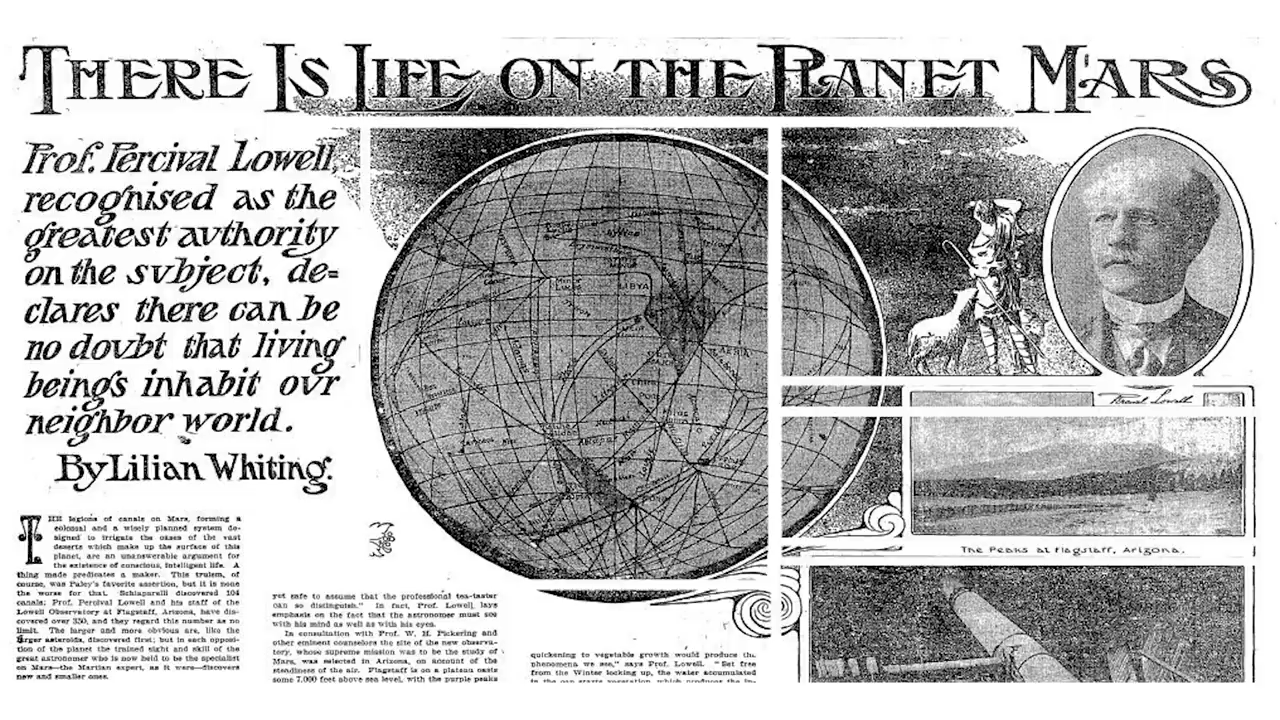 THERE IS LIFE ON THE PLANET MARS
Prof. Percival Lowell,
recognised as the
greatest avthority
on the svbject, de=
clares there can be
no dovbt that living
beings inhabit ovr
neighbor world.
By Lilian Whiting.
THE legions of canals on Mars, forming a
colossal and a wisely planned system de-
signed to irrigate the oases of the vast
deserts which make up the surface of this
planet, are an unanswerable argument for
the existence of conscious, intelligent life. A
thing made predicates a maker. This truism, of
course, was Paley's favorite assertion, but it is none
the worse for that. Schiaparelli discovered 104
canals; Prof. Percival Lowell and his staff of the
Lowell Observatory at Flagstaff, Arizona, have dis-
covered over 350, and they regard this number as no
limit. The larger and more obvious are, like the
larger asteroids, discovered first; but in each opposi-
tion of the planet the trained sight and skill of the
great astronomer who is now held to be the specialist
on Mars—the Martian expert, as it were—discovers
new and smaller ones.
yet safe to assume that the professional tea-taster
can so distinguish." In fact, Prof. Lowell lays
emphasis on the fact that the astronomer must see
with his mind as well as with his eyes.
In consultation with Prof. W. H. Pickering and
other eminent counselors the site of the new observa-
tory, whose supreme mission was to be the study of
Mars, was selected in Arizona, on account of the
steadiness of the air. Flagstaff is on a plateau oasis
some 7,000 feet above sea level, with the purple peaks
quickening to vegetable growth would produce the
phenomena we see," says Prof. Lowell. "Set free
from the Winter locking up, the water accumulated
in the cap starts vegetation, which produces the in-
LIBYA
Percival Lowell
The Peaks at Flagstaff, Arizona.